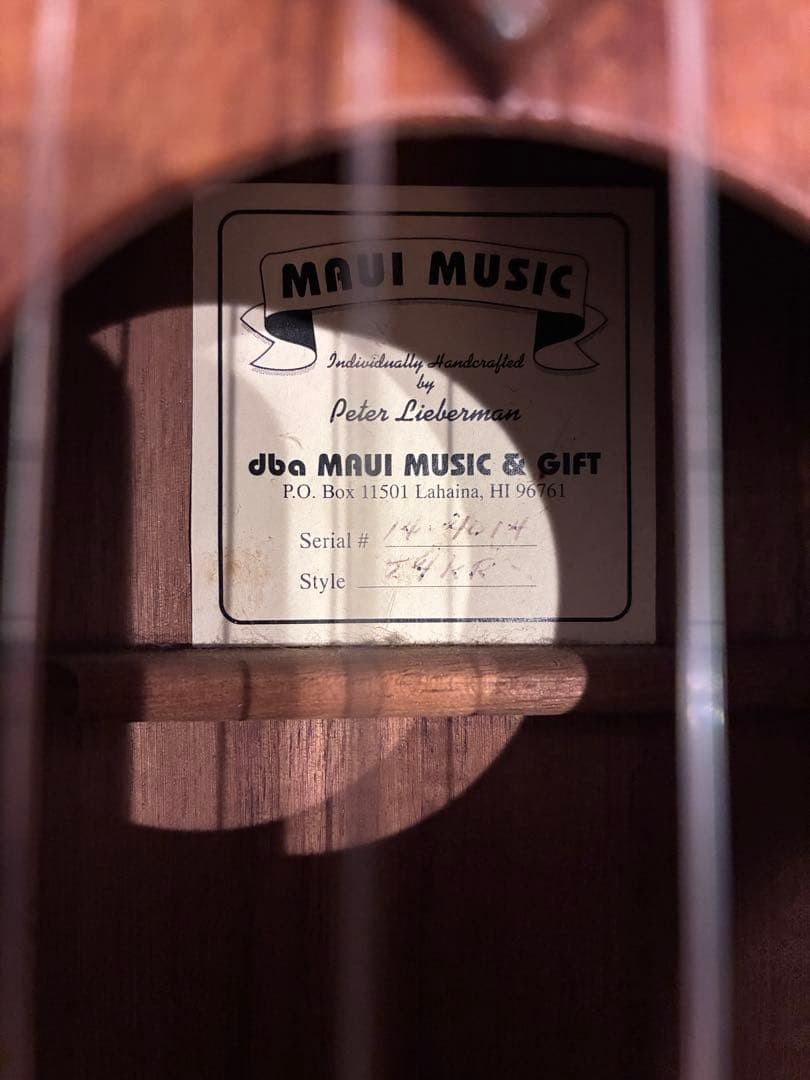 MAUI MUSIC
Individually Handcrafted
by
Peter Lieberman
dba MAUI MUSIC & GIFT
P.O. Box 11501 Lahaina, HI 96761
Serial #
Style